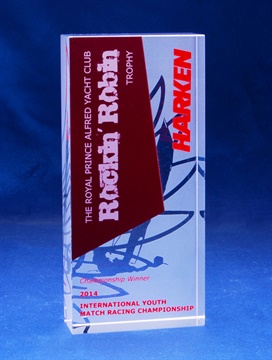 THE ROYAL PRINCE ALFRED YACHT CLUB
Rockin' Robin
TROPHY
HARKEN
Championship Winner
2014
INTERNATIONAL YOUTH
MATCH RACING CHAMPIONSHIP